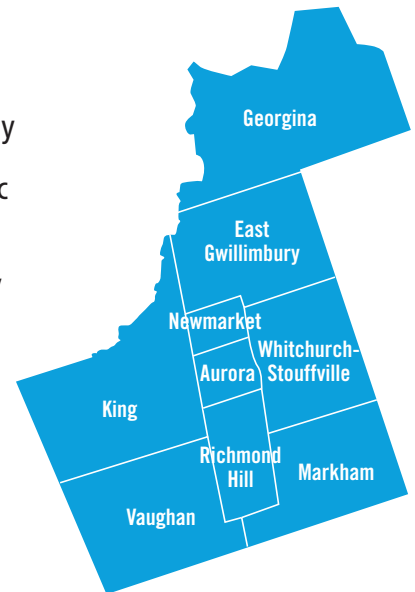 Georgina
y
c
East
Gwillimbury
Newmarket
Whitchurch-
Stouffville
Aurora
King
Richmond
Hill
Markham
Vaughan